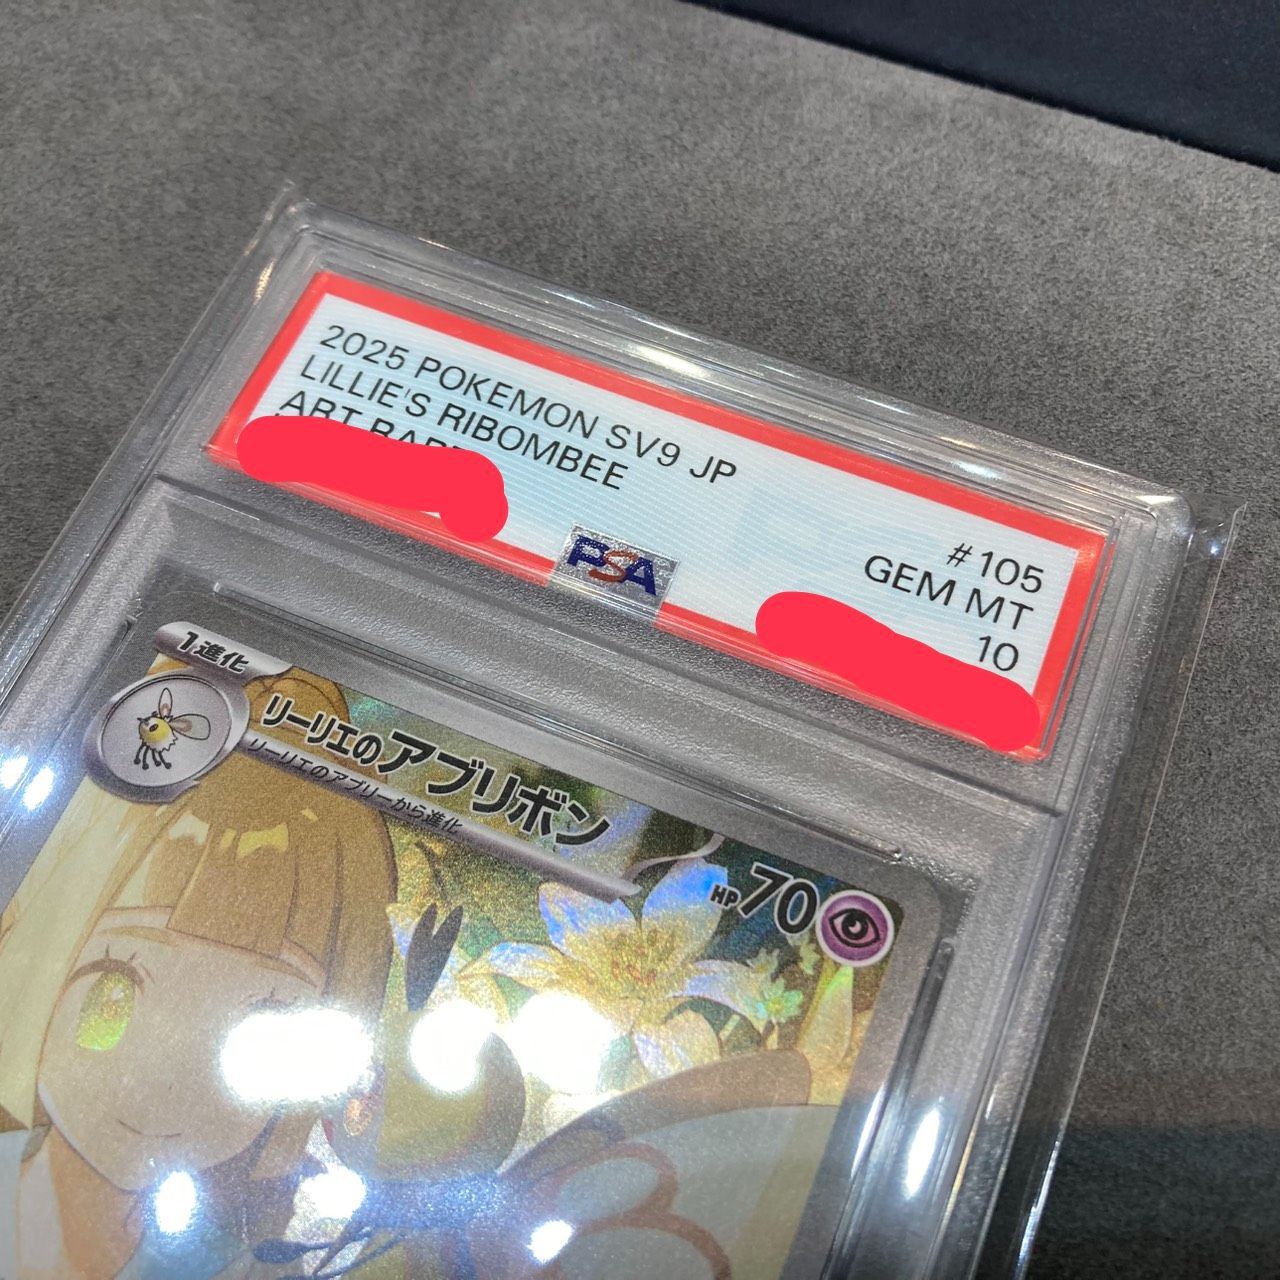 2025 POKEMON SV9 JP
LILLIE'S RIBOMBEE
ART RARE
#105
GEM MT
10
PSA
1進化
リーリエのアブリボン
リーリエのアブリーから進化
HP70